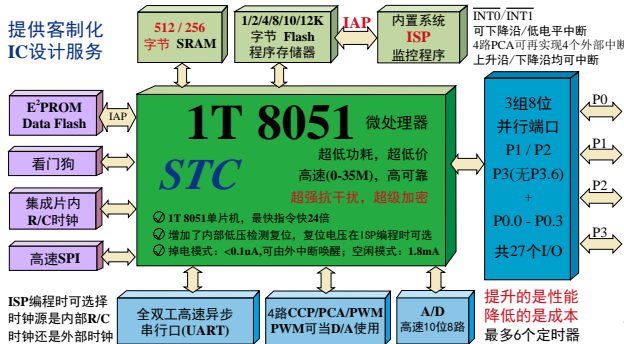 提供客制化
IC设计服务
512 / 256
字节 SRAM
1/2/4/8/10/12K
字节 Flash
程序存储器
IAP
内置系统
ISP
监控程序
INT0/INT1
可下降沿/低电平中断
4路PCA可再实现4个外部中断
上升沿/下降沿均可中断
E²PROM
Data Flash
IAP
看门狗
集成片内
R/C时钟
高速SPI
1T 8051 微处理器
STC
超低功耗，超低价
高速(0-35M)，高可靠
超强抗干扰，超级加密
1T 8051单片机，最快指令快24倍
增加了内部低压检测复位，复位电压在ISP编程时可选
掉电模式：<0.1uA,可由外中断唤醒；空闲模式：1.8mA
3组8位
并行端口
P1 / P2
P3(无P3.6)
+
P0.0 - P0.3
共27个I/O
P0
P1
P2
P3
ISP编程时可选择
时钟源是内部R/C
时钟还是外部时钟
全双工高速异步
串行口(UART)
4路CCP/PCA/PWM
PWM可当D/A使用
A/D
高速10位8路
提升的是性能
降低的是成本
最多6个定时器